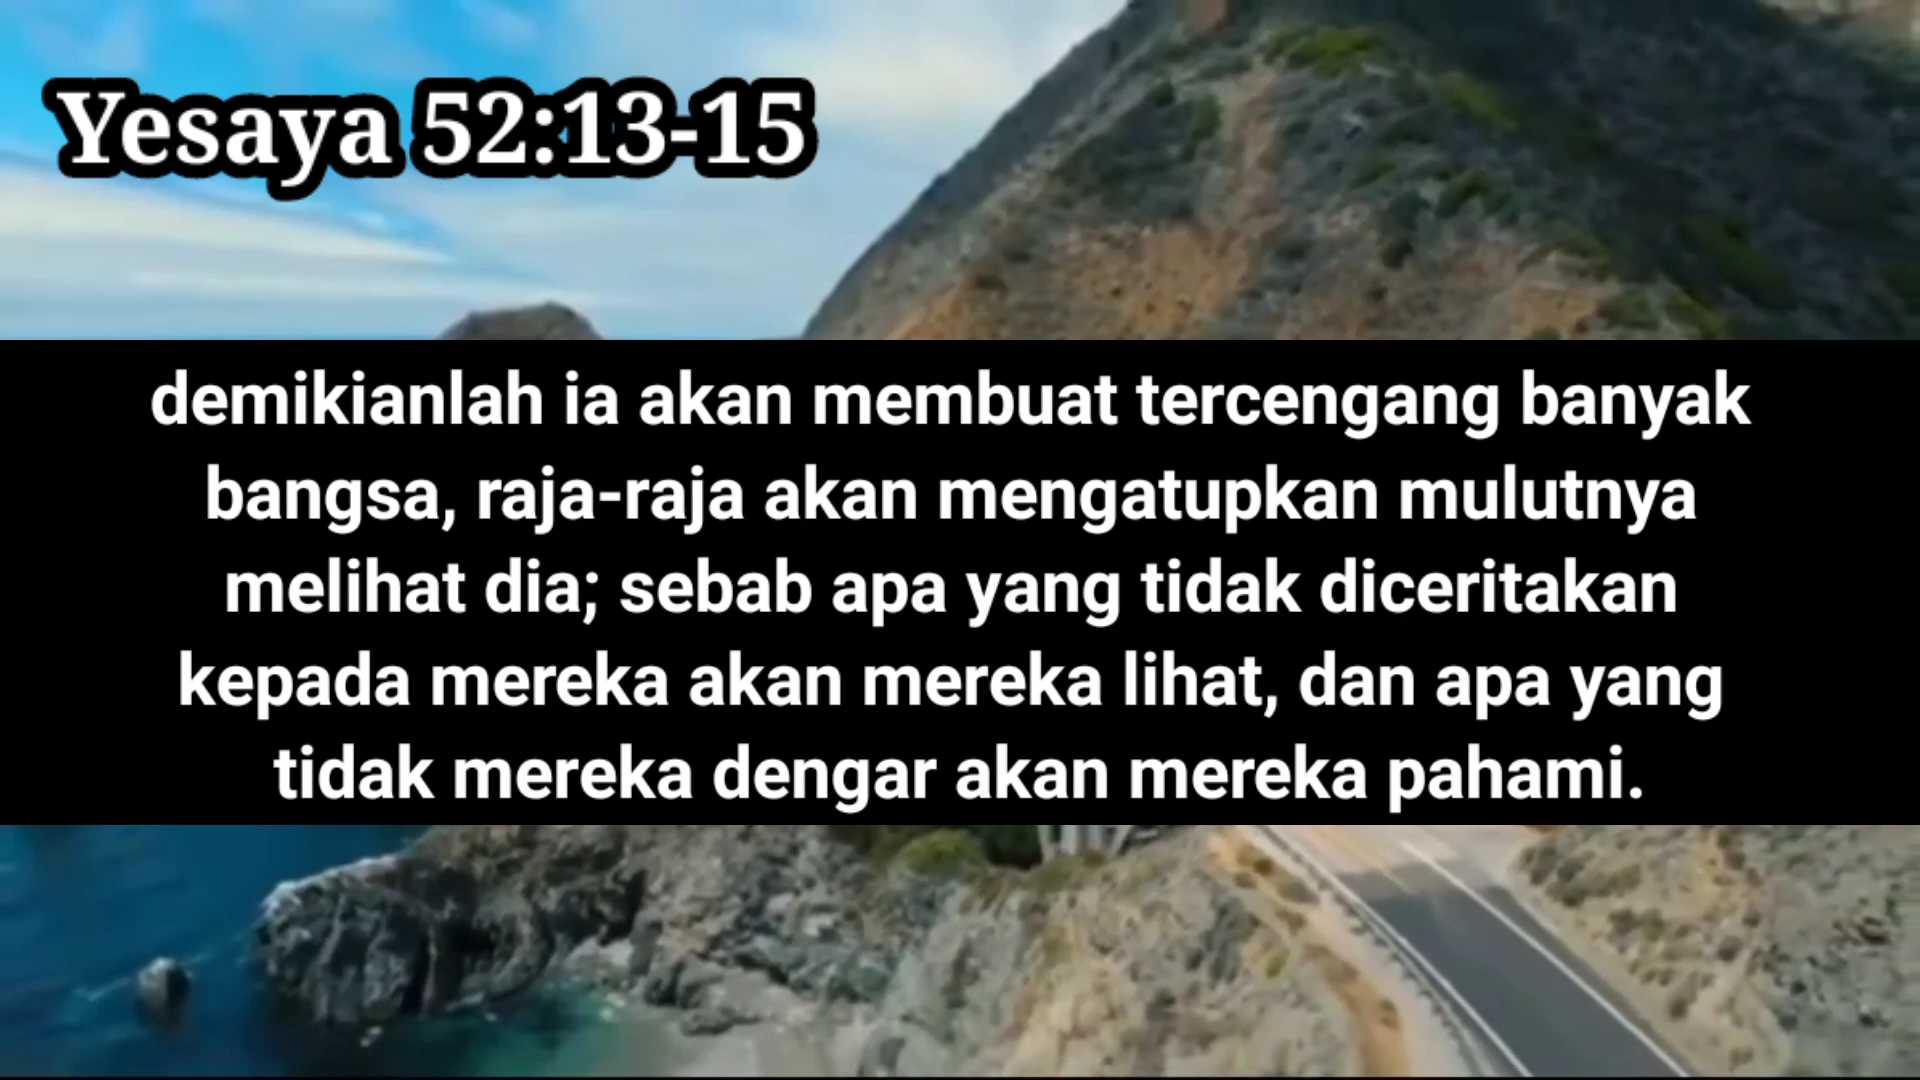 Yesaya 52:13-15
demikianlah ia akan membuat tercengang banyak
bangsa, raja-raja akan mengatupkan mulutnya
melihat dia; sebab apa yang tidak diceritakan
kepada mereka akan mereka lihat, dan apa yang
tidak mereka dengar akan mereka pahami.